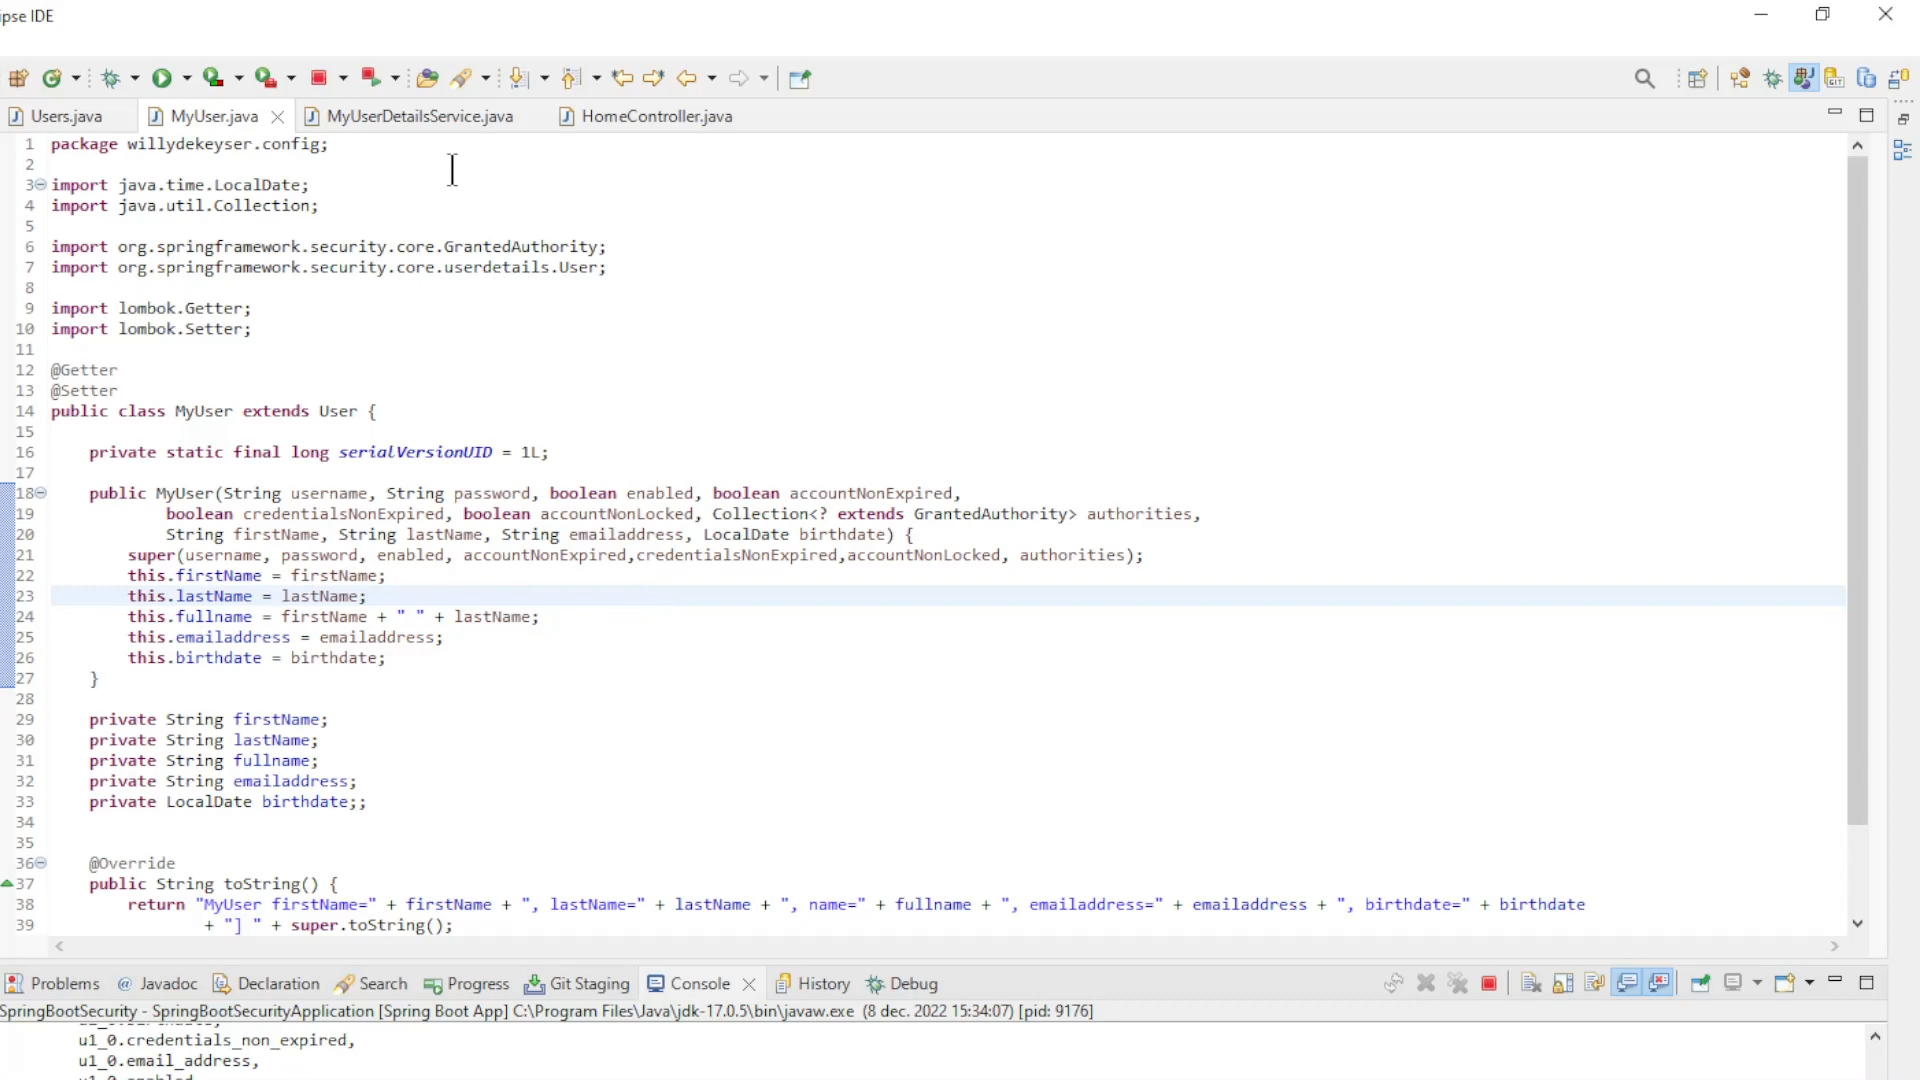 ipse IDE
Users.java MyUser.java MyUserDetailsService.java HomeController.java
1 package willydekeyser.config;
2
3 import java.time.LocalDate;
4 import java.util.Collection;
5
6 import org.springframework.security.core.GrantedAuthority;
7 import org.springframework.security.core.userdetails.User;
8
9 import lombok.Getter;
10 import lombok.Setter;
11
12 @Getter
13 @Setter
14 public class MyUser extends User {
15
16 private static final long serialVersionUID = 1L;
17
18 public MyUser(String username, String password, boolean enabled, boolean accountNonExpired,
19 boolean credentialsNonExpired, boolean accountNonLocked, Collection<? extends GrantedAuthority> authorities,
20 String firstName, String lastName, String emailaddress, LocalDate birthdate) {
21 super(username, password, enabled, accountNonExpired,credentialsNonExpired,accountNonLocked, authorities);
22 this.firstName = firstName;
23 this.lastName = lastName;
24 this.fullname = firstName + " " + lastName;
25 this.emailaddress = emailaddress;
26 this.birthdate = birthdate;
27 }
28
29 private String firstName;
30 private String lastName;
31 private String fullname;
32 private String emailaddress;
33 private LocalDate birthdate;;
34
35
36 @Override
37 public String toString() {
38 return "MyUser firstName=" + firstName + ", lastName=" + lastName + ", name=" + fullname + ", emailaddress=" + emailaddress + ", birthdate=" + birthdate
39 + "] " + super.toString();
Problems @ Javadoc Declaration Search Progress Git Staging Console History Debug
SpringBootSecurity - SpringBootSecurityApplication [Spring Boot App] C:\Program Files\Java\jdk-17.0.5\bin\javaw.exe (8 dec. 2022 15:34:07) [pid: 9176]
u1_0.credentials_non_expired,
u1_0.email_address,